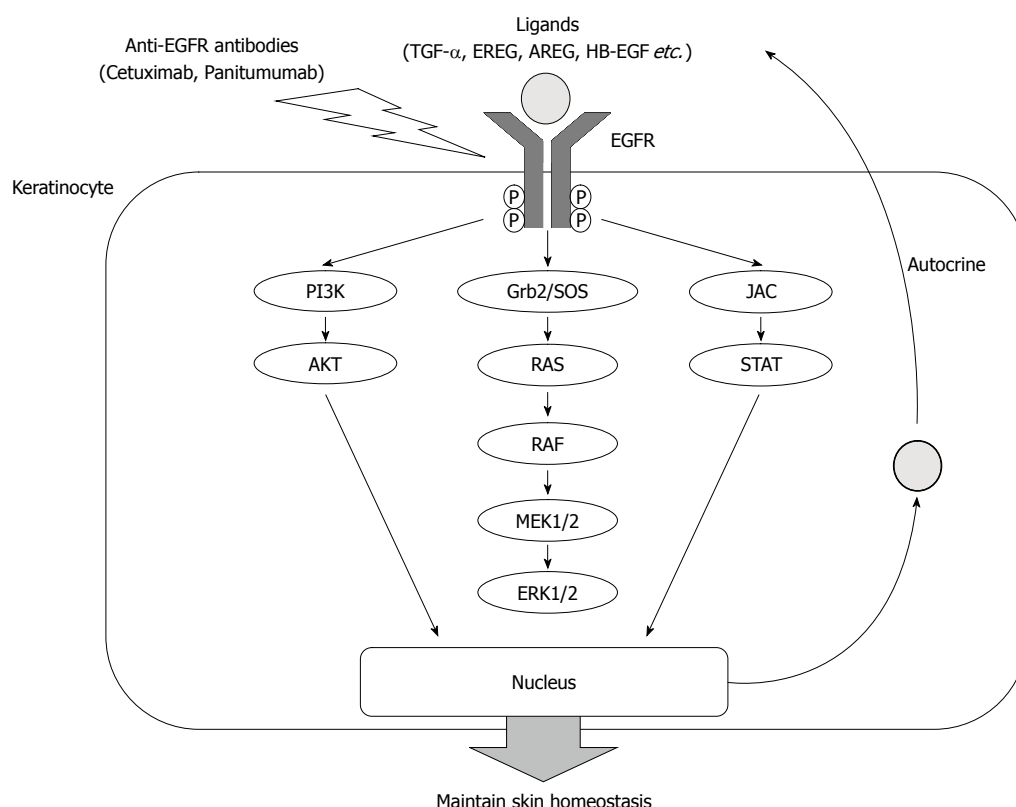 Ligands
(TGF-α, EREG, AREG, HB-EGF etc.)
Anti-EGFR antibodies
(Cetuximab, Panitumumab)
EGFR
Keratinocyte
P
P
P
P
Autocrine
PI3K
Grb2/SOS
JAC
AKT
RAS
STAT
RAF
MEK1/2
ERK1/2
Nucleus
Maintain skin homeostasis